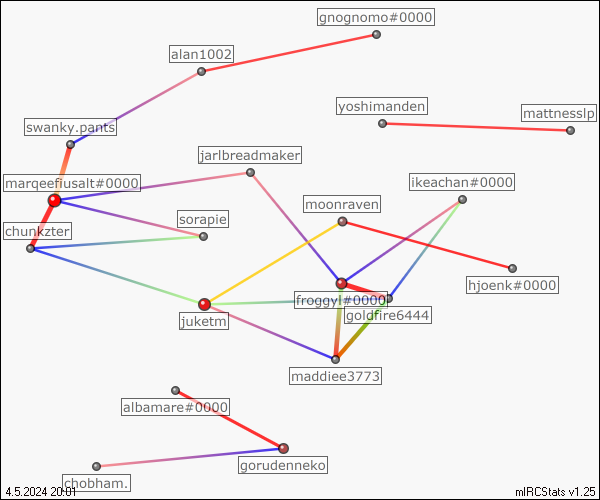 gnognomo#0000
alan1002
yoshimanden
mattnesslp
swanky.pants
jarlbreadmaker
marqeefiusalt#0000
ikeachan#0000
moonraven
sorapie
chunkzter
hjoenk#0000
froggyl#0000
goldfire6444
juketm
maddiee3773
albamare#0000
gorudenneko
chobham.
4.5.2024 20:01
mIRCStats v1.25